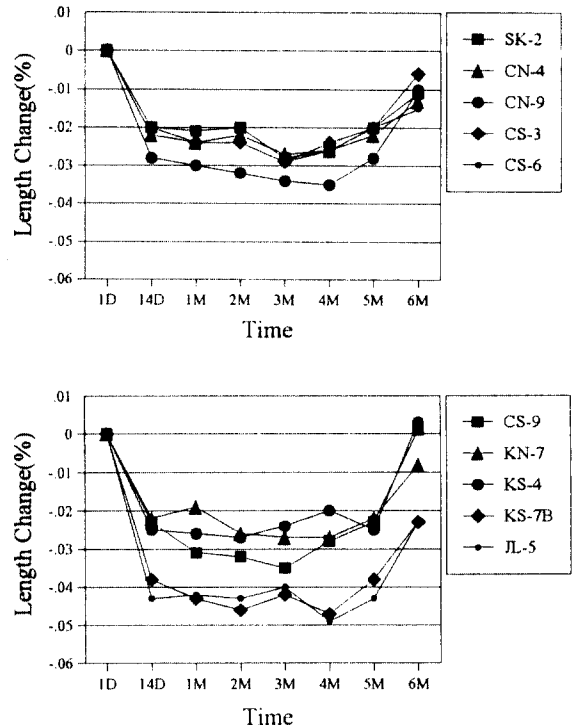 Length Change(%)
.01
0
-.01
-.02
-.03
-.04
-.05
-.06
1D 14D 1M 2M 3M 4M 5M 6M
Time
SK-2
CN-4
CN-9
CS-3
CS-6
Length Change(%)
.01
0
-.01
-.02
-.03
-.04
-.05
-.06
1D 14D 1M 2M 3M 4M 5M 6M
Time
CS-9
KN-7
KS-4
KS-7B
JL-5